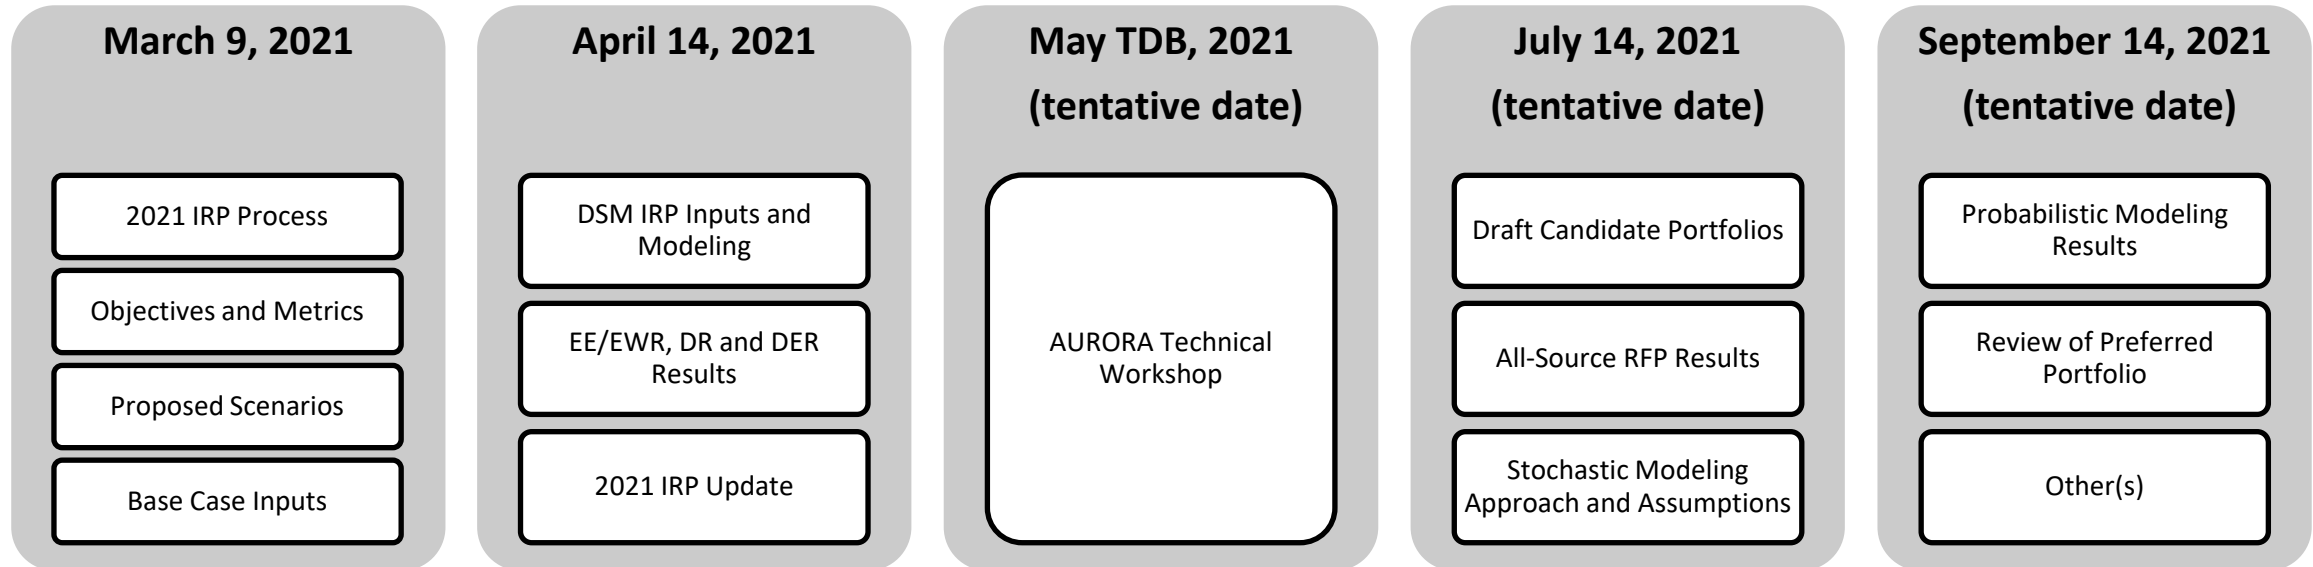 March 9, 2021
2021 IRP Process
Objectives and Metrics
Proposed Scenarios
Base Case Inputs
April 14, 2021
DSM IRP Inputs and
Modeling
EE/EWR, DR and DER
Results
2021 IRP Update
May TDB, 2021
(tentative date)
AURORA Technical
Workshop
July 14, 2021
(tentative date)
Draft Candidate Portfolios
All-Source RFP Results
Stochastic Modeling
Approach and Assumptions
September 14, 2021
(tentative date)
Probabilistic Modeling
Results
Review of Preferred
Portfolio
Other(s)